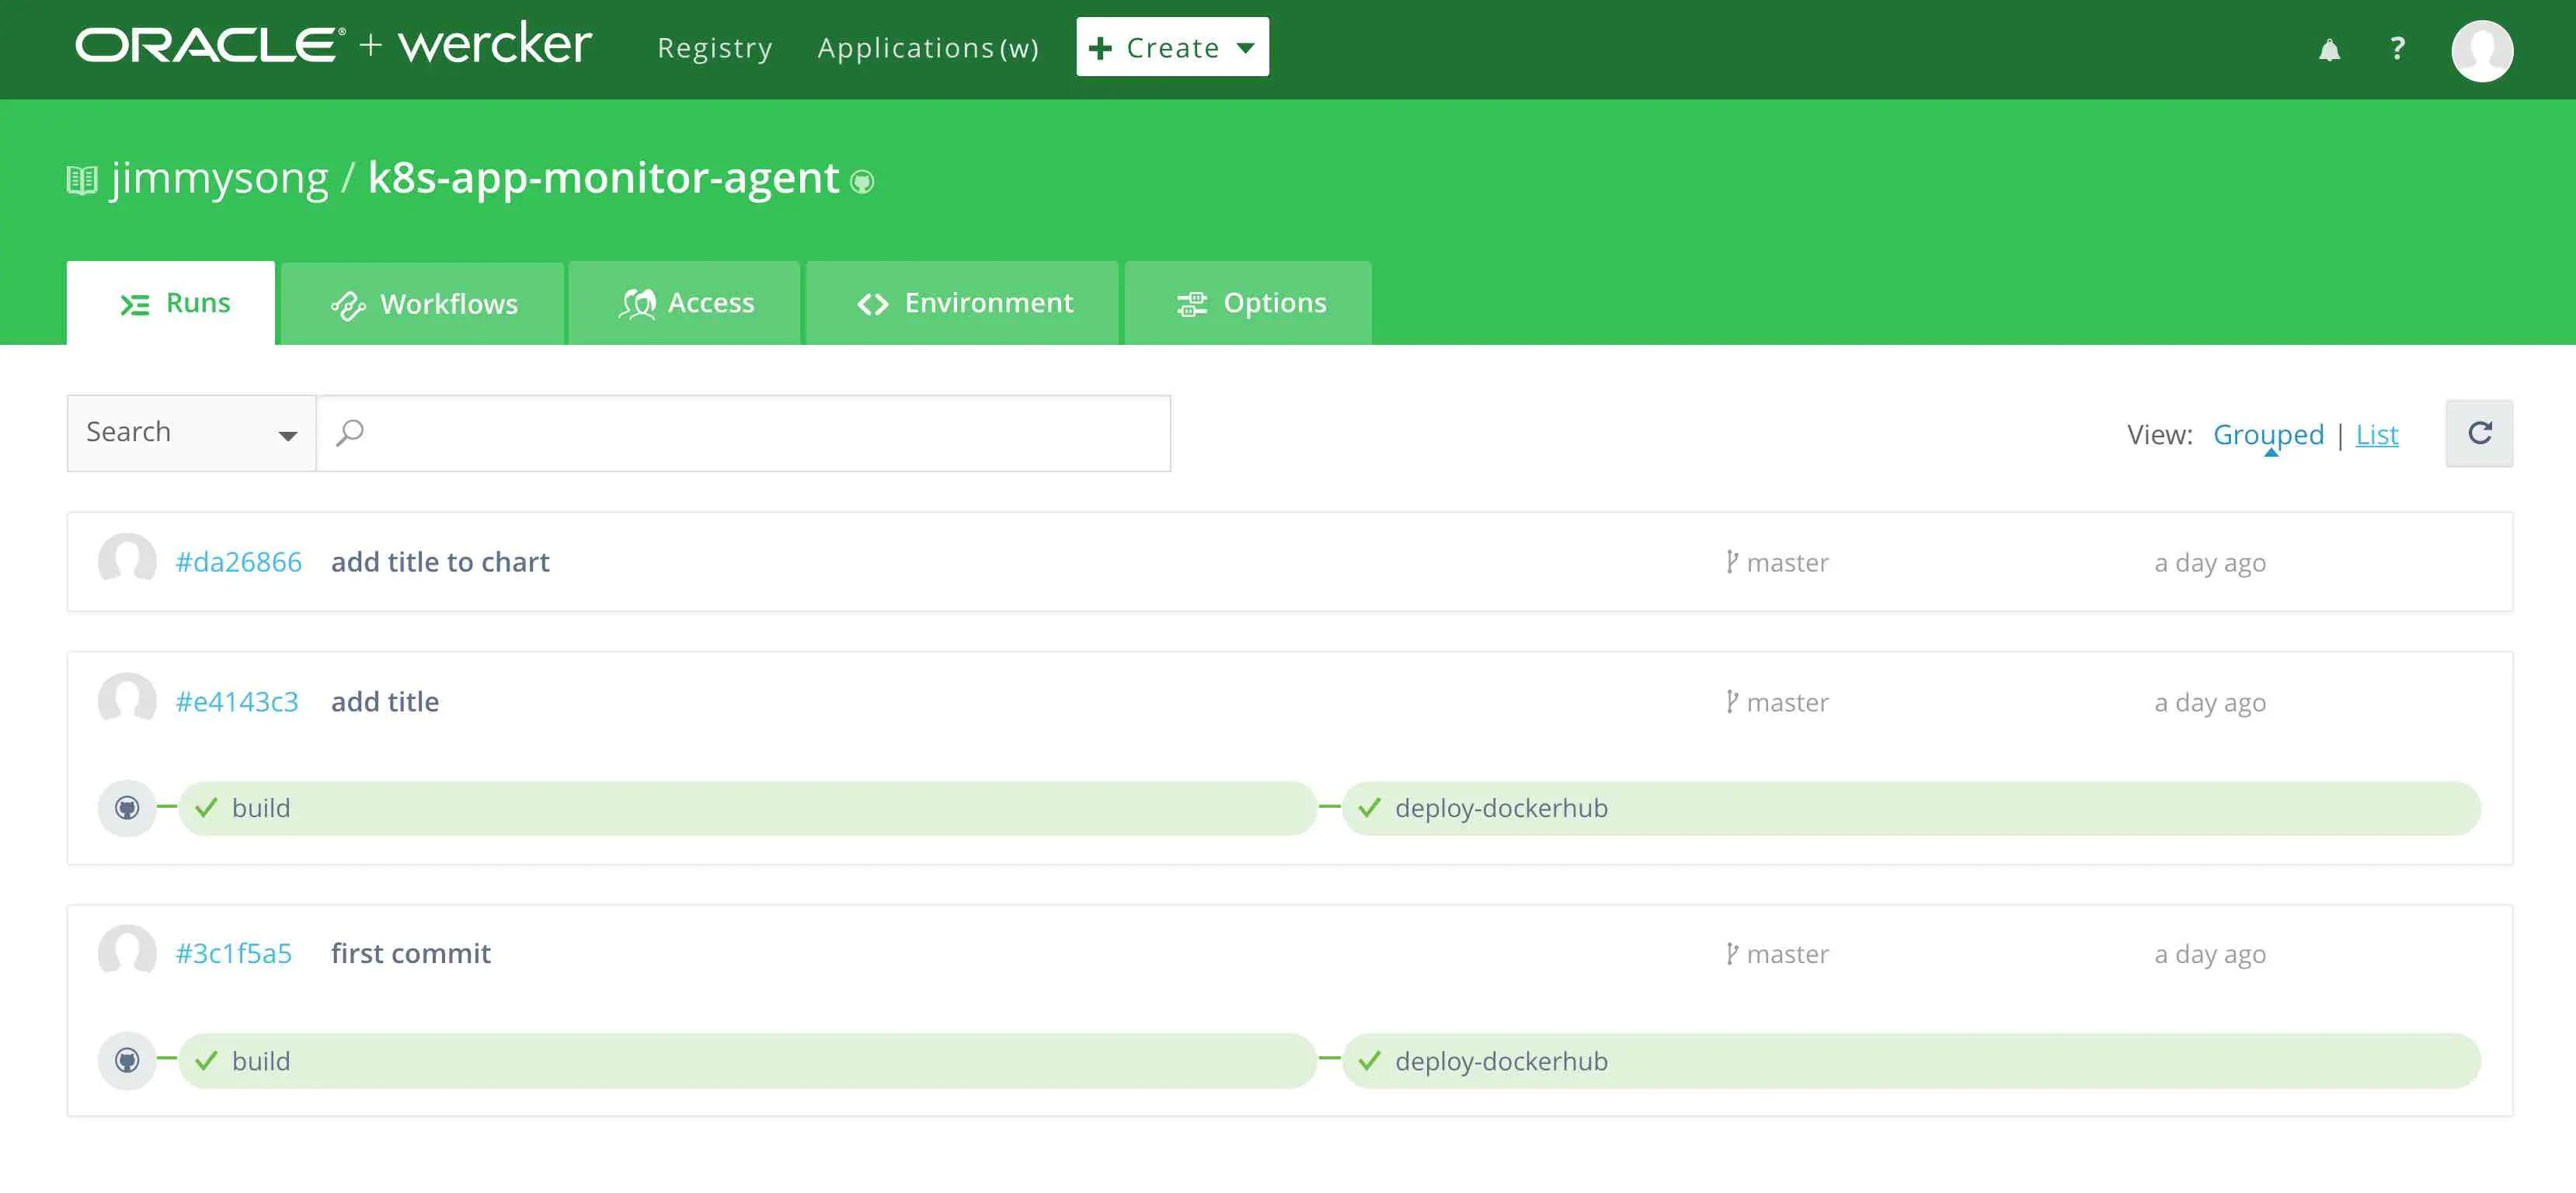 ORACLE® + wercker Registry Applications(w) + Create
jimmysong / k8s-app-monitor-agent
Runs Workflows Access Environment Options
Search View: Grouped | List
#da26866 add title to chart master a day ago
#e4143c3 add title master a day ago
build deploy-dockerhub
#3c1f5a5 first commit master a day ago
build deploy-dockerhub